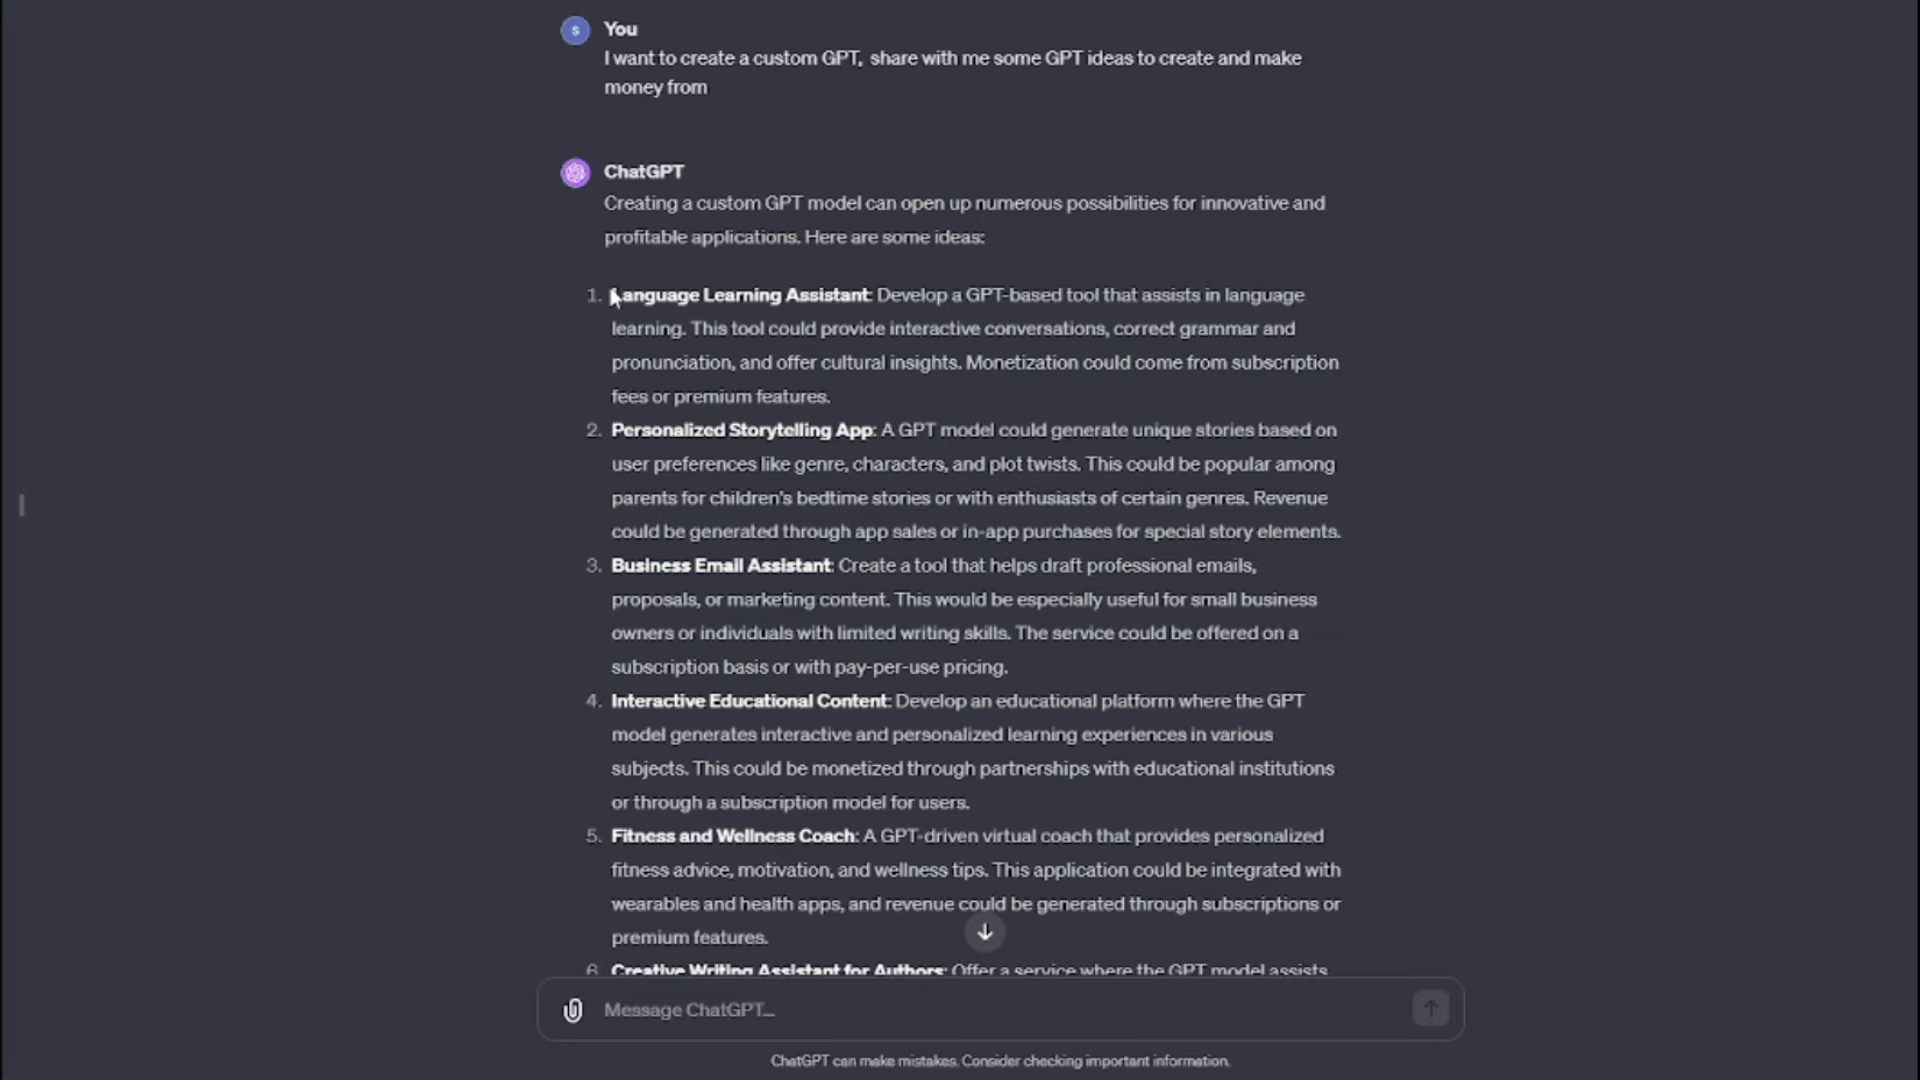 S
You
I want to create a custom GPT, share with me some GPT ideas to create and make
money from
ChatGPT
Creating a custom GPT model can open up numerous possibilities for innovative and
profitable applications. Here are some ideas:
1. Language Learning Assistant: Develop a GPT-based tool that assists in language
learning. This tool could provide interactive conversations, correct grammar and
pronunciation, and offer cultural insights. Monetization could come from subscription
fees or premium features.
2. Personalized Storytelling App: A GPT model could generate unique stories based on
user preferences like genre, characters, and plot twists. This could be popular among
parents for children's bedtime stories or with enthusiasts of certain genres. Revenue
could be generated through app sales or in-app purchases for special story elements.
3. Business Email Assistant: Create a tool that helps draft professional emails,
proposals, or marketing content. This would be especially useful for small business
owners or individuals with limited writing skills. The service could be offered on a
subscription basis or with pay-per-use pricing.
4. Interactive Educational Content: Develop an educational platform where the GPT
model generates interactive and personalized learning experiences in various
subjects. This could be monetized through partnerships with educational institutions
or through a subscription model for users.
5. Fitness and Wellness Coach: A GPT-driven virtual coach that provides personalized
fitness advice, motivation, and wellness tips. This application could be integrated with
wearables and health apps, and revenue could be generated through subscriptions or
premium features.
6. Creative Writing Assistant for Authors: Offer a service where the GPT model assists
Message ChatGPT...
ChatGPT can make mistakes. Consider checking important information.